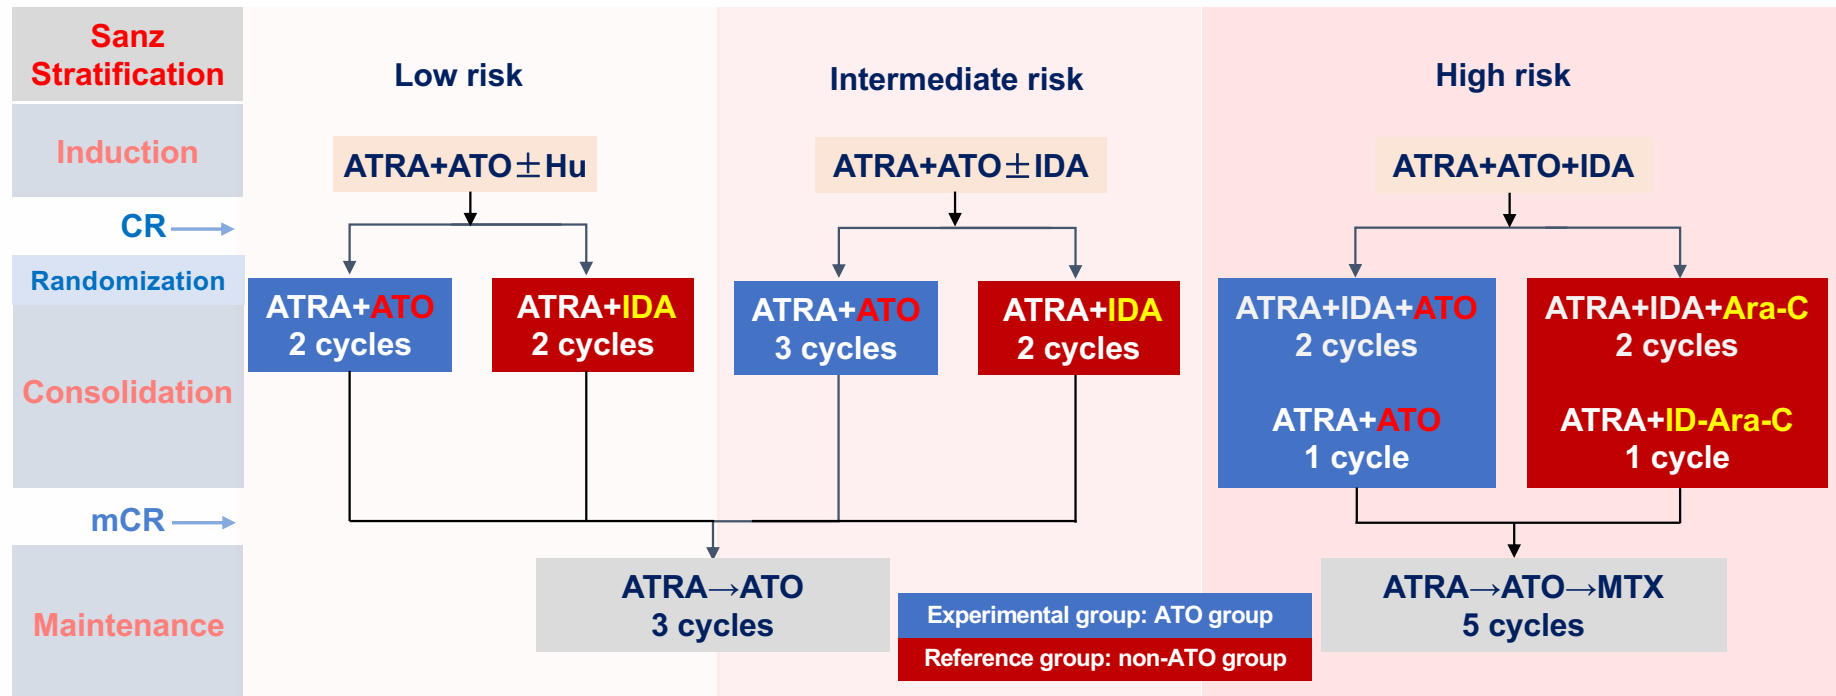 Sanz
Stratification
Low risk
Intermediate risk
High risk
Induction
ATRA+ATO±Hu
ATRA+ATO±IDA
ATRA+ATO+IDA
CR
Randomization
ATRA+ATO
2 cycles
ATRA+IDA
2 cycles
ATRA+ATO
3 cycles
ATRA+IDA
2 cycles
ATRA+IDA+ATO
2 cycles
ATRA+ATO
1 cycle
ATRA+IDA+Ara-C
2 cycles
ATRA+ID-Ara-C
1 cycle
Consolidation
mCR
Maintenance
ATRA→ATO
3 cycles
Experimental group: ATO group
Reference group: non-ATO group
ATRA→ATO→MTX
5 cycles